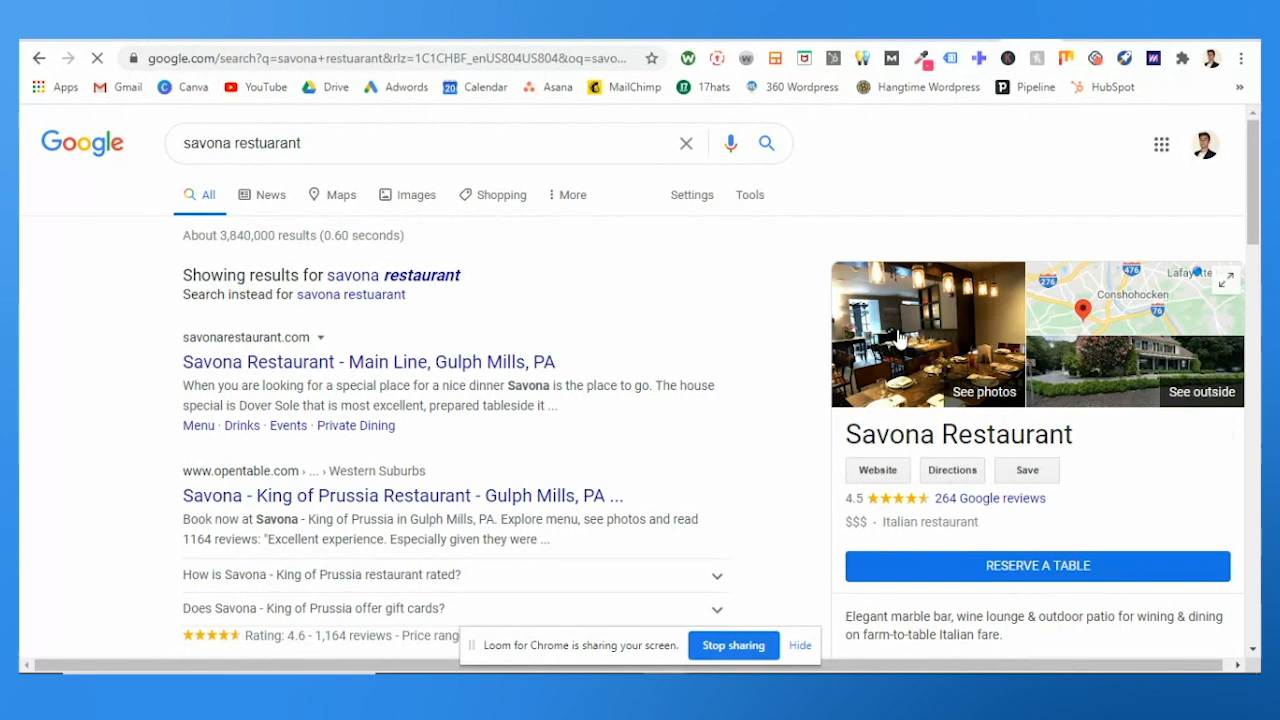 google.com/search?q=savona+restuarant&rlz=1C1CHBF_enUS804US804&oq=savo...
Apps Gmail Canva YouTube Drive Adwords 20 Calendar Asana MailChimp 17 17hats 360 Wordpress Hangtime Wordpress Pipeline HubSpot »
Google
savona restuarant
All News Maps Images Shopping More Settings Tools
About 3,840,000 results (0.60 seconds)
Showing results for savona restaurant
Search instead for savona restuarant
savonarestaurant.com
Savona Restaurant - Main Line, Gulph Mills, PA
When you are looking for a special place for a nice dinner Savona is the place to go. The house
special is Dover Sole that is most excellent, prepared tableside it ...
Menu · Drinks · Events · Private Dining
www.opentable.com › ... › Western Suburbs
Savona - King of Prussia Restaurant - Gulph Mills, PA ...
Book now at Savona - King of Prussia in Gulph Mills, PA. Explore menu, see photos and read
1164 reviews: "Excellent experience. Especially given they were ...
How is Savona - King of Prussia restaurant rated?
Does Savona - King of Prussia offer gift cards?
Rating: 4.6 - 1,164 reviews - Price rang
276 476 Lafayette
Conshohocken
76
See photos
See outside
Savona Restaurant
Website Directions Save
4.5 264 Google reviews
$$$ · Italian restaurant
RESERVE A TABLE
Elegant marble bar, wine lounge & outdoor patio for wining & dining
on farm-to-table Italian fare.
Loom for Chrome is sharing your screen. Stop sharing Hide